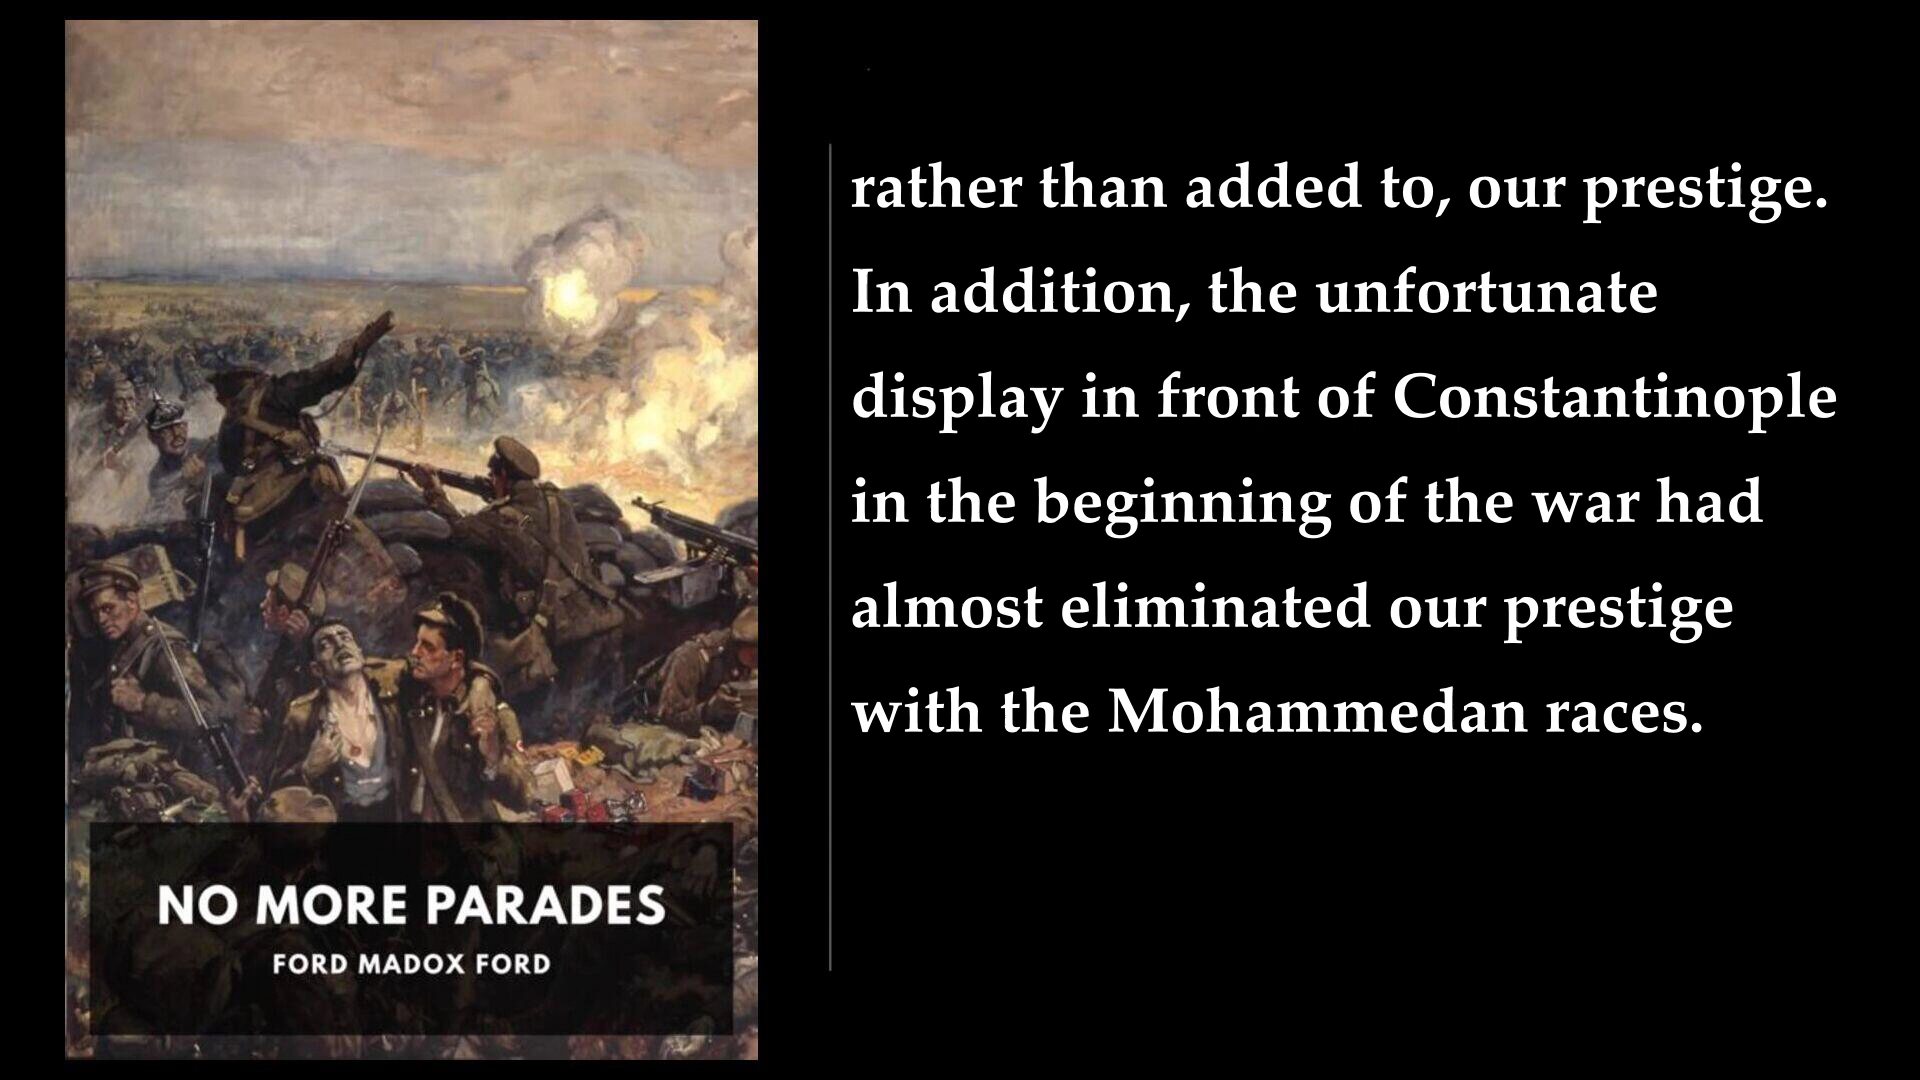 NO MORE PARADES
FORD MADOX FORD
rather than added to, our prestige.
In addition, the unfortunate
display in front of Constantinople
in the beginning of the war had
almost eliminated our prestige
with the Mohammedan races.